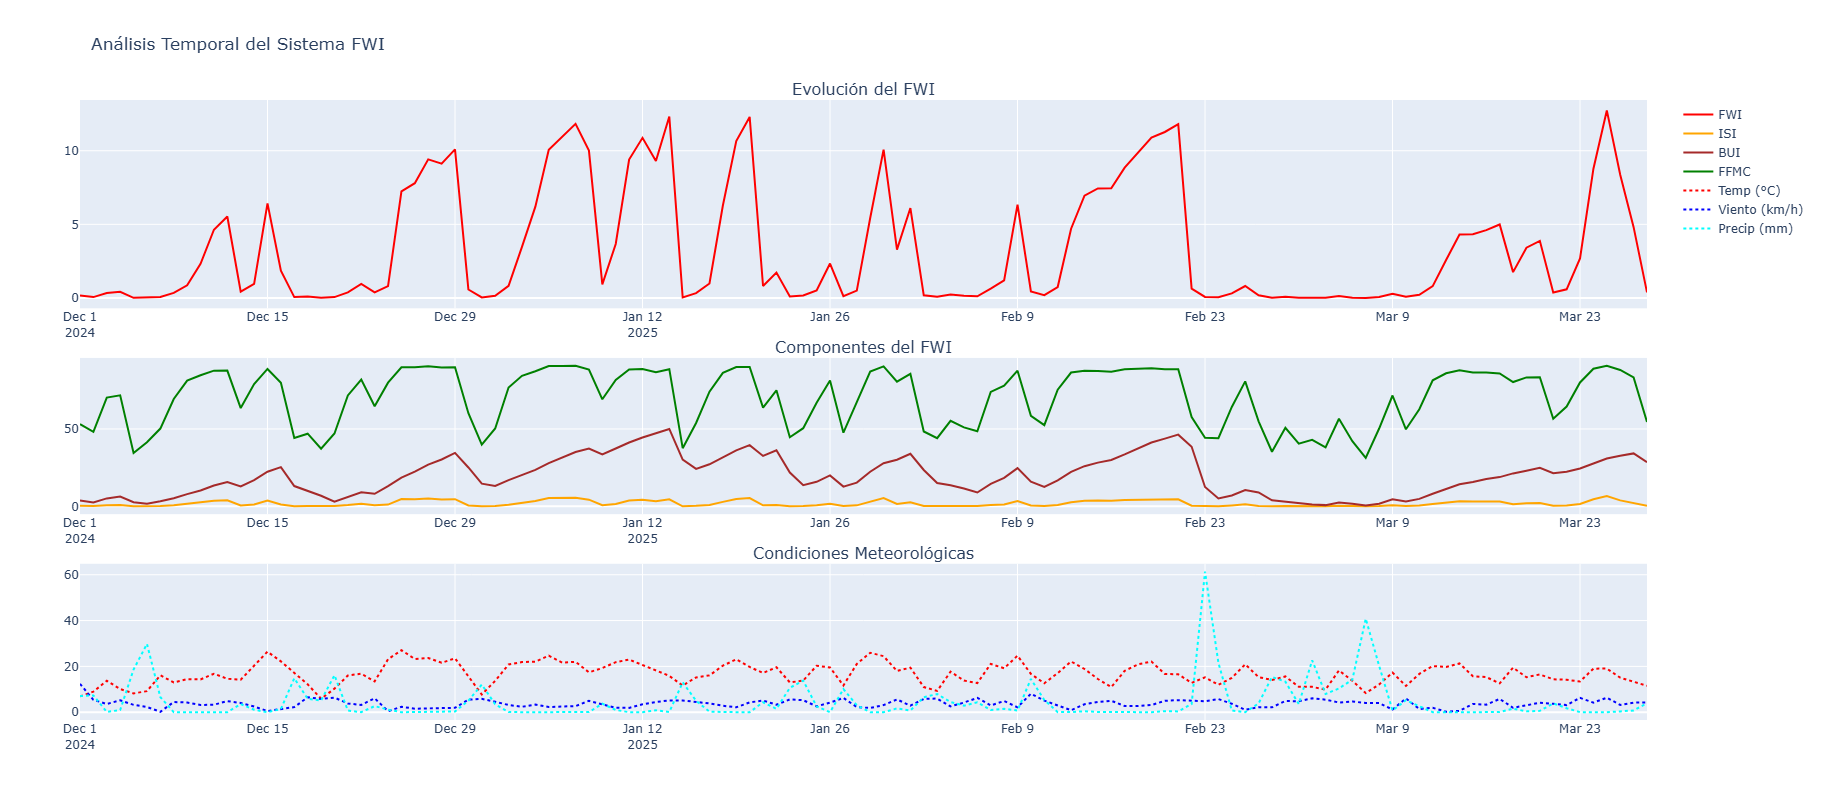 Análisis Temporal del Sistema FWI
Evolución del FWI
10
5
0
Dec 1
2024
Dec 15
Dec 29
Jan 12
2025
Jan 26
Feb 9
Feb 23
Mar 9
Mar 23
FWI
ISI
BUI
FFMC
Temp (°C)
Viento (km/h)
Precip (mm)
Componentes del FWI
50
0
Dec 1
2024
Dec 15
Dec 29
Jan 12
2025
Jan 26
Feb 9
Feb 23
Mar 9
Mar 23
Condiciones Meteorológicas
60
40
20
0
Dec 1
2024
Dec 15
Dec 29
Jan 12
2025
Jan 26
Feb 9
Feb 23
Mar 9
Mar 23